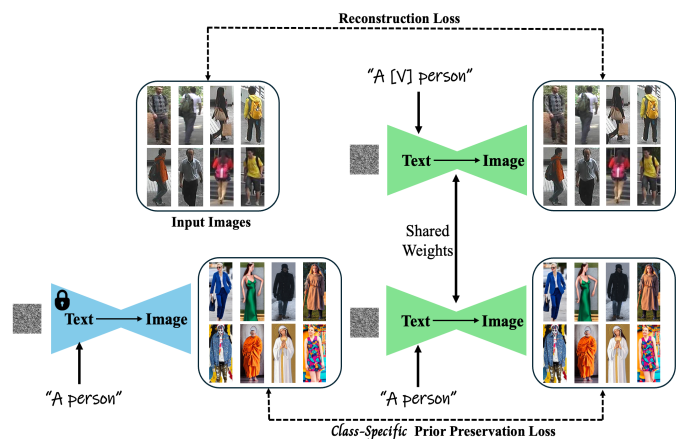 Reconstruction Loss
"A [V] person"
Text
Image
Input Images
Shared
Weights
Text
Image
Text
Image
"A person"
"A person"
Class-Specific Prior Preservation Loss